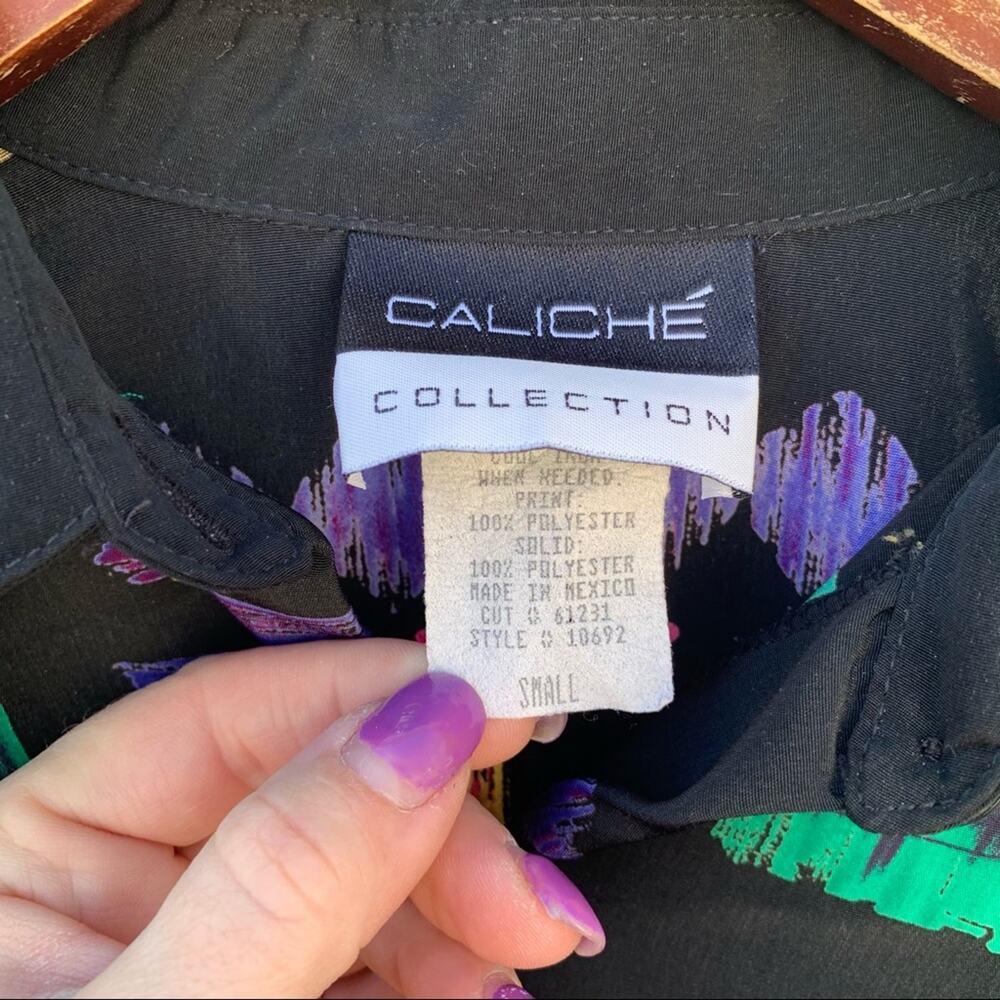 CALICHÉ
COLLECTION
WHEN NEEDED.
PRINT:
100% POLYESTER
SOLID:
100% POLYESTER
MADE IN MEXICO
CUT # 61231
STYLE # 10692
SMALL